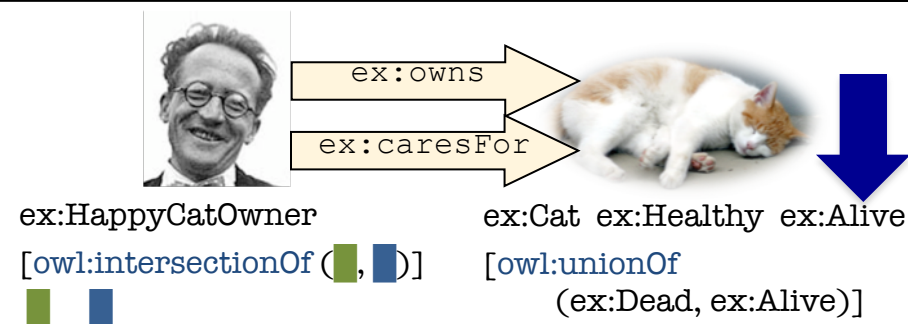 ex:owns
ex:caresFor
ex:HappyCatOwner
ex:Cat ex:Healthy ex:Alive
[owl:intersectionOf ( , )]
[owl:unionOf
(ex:Dead, ex:Alive)]